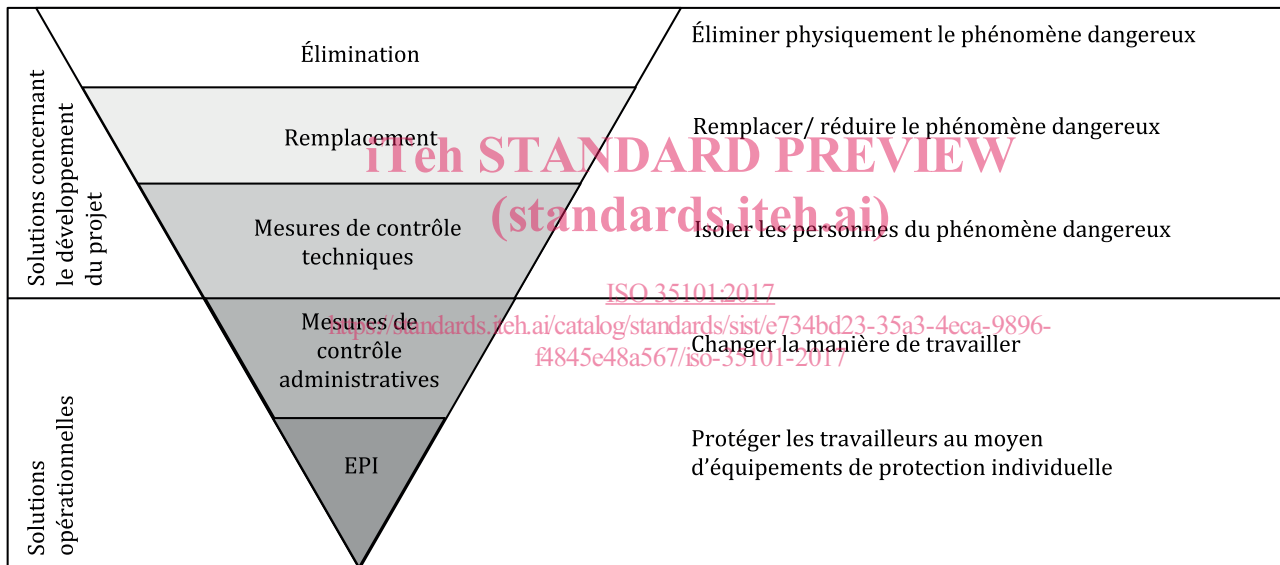 Solutions concernant
le développement
du projet
Élimination
Éliminer physiquement le phénomène dangereux
Remplacement
Remplacer/ réduire le phénomène dangereux
iTeh STANDARD PREVIEW
(standards.iteh.ai)
Mesures de contrôle
techniques
Isoler les personnes du phénomène dangereux
ISO 35101:2017
https://standards.iteh.ai/catalog/standards/sist/e734bd23-35a3-4eca-9896-
f4845e48a567/iso-35101-2017
Solutions
opérationnelles
Mesures de
contrôle
administratives
Changer la manière de travailler
EPI
Protéger les travailleurs au moyen
d’équipements de protection individuelle